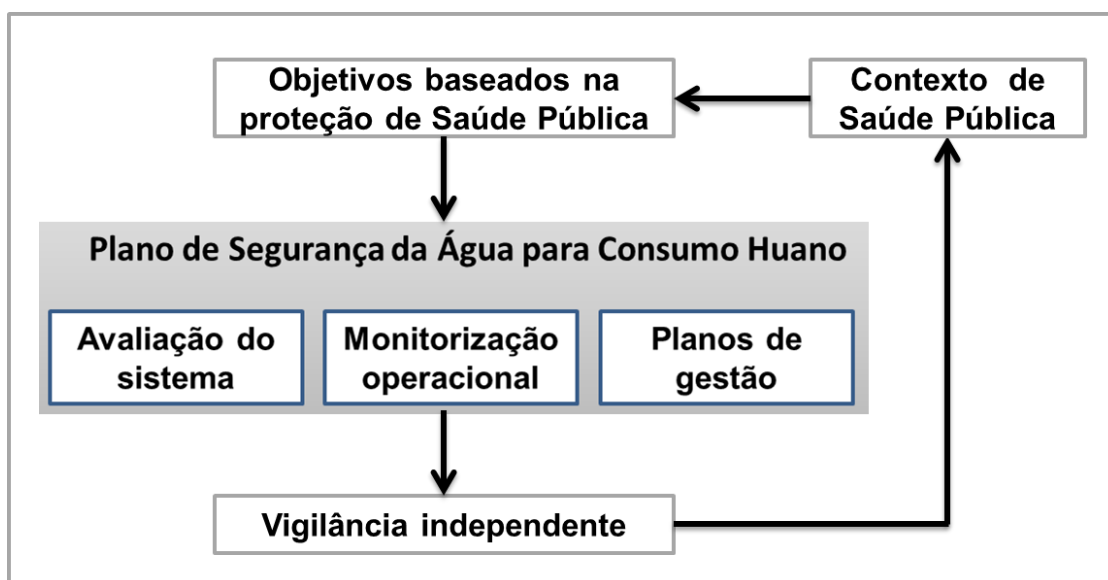 Objetivos baseados na
proteção de Saúde Pública
Contexto de
Saúde Pública
Plano de Segurança da Água para Consumo Huano
Avaliação do
sistema
Monitorização
operacional
Planos de
gestão
Vigilância independente